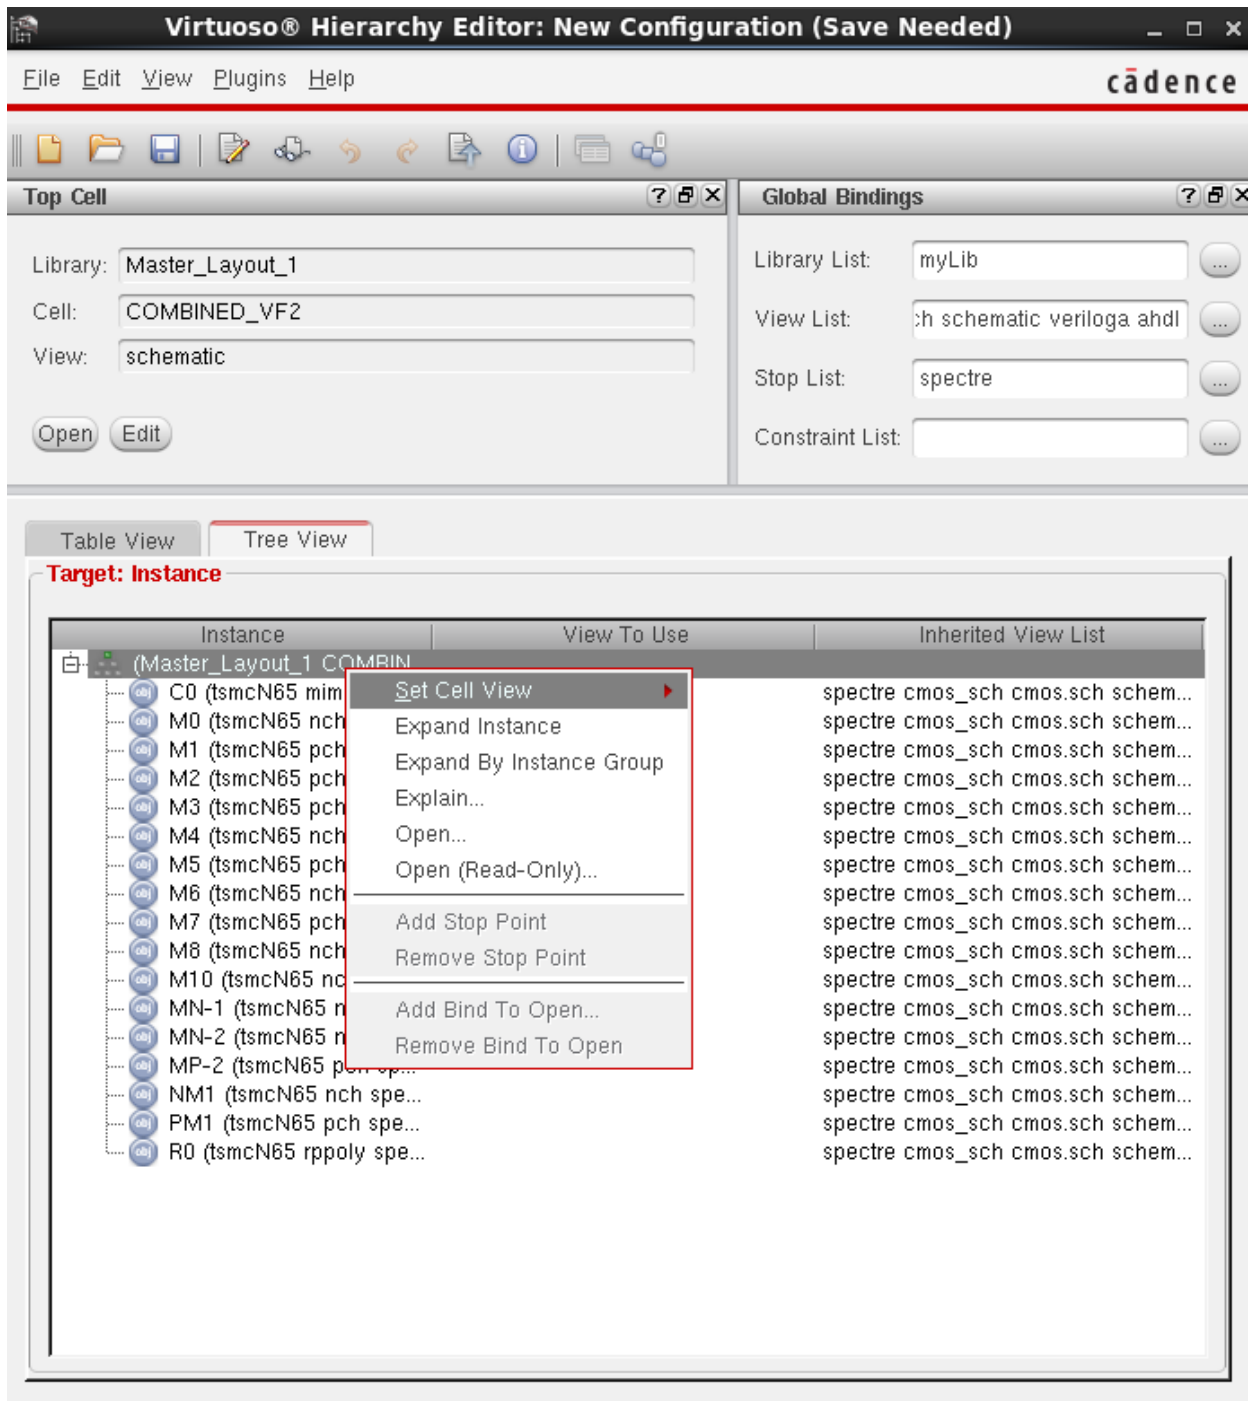 Virtuoso® Hierarchy Editor: New Configuration (Save Needed)
File Edit View Plugins Help
cādence
Top Cell
Library: Master_Layout_1
Cell: COMBINED_VF2
View: schematic
Open Edit
Global Bindings
Library List: myLib
View List: :h schematic veriloga ahdl
Stop List: spectre
Constraint List:
Table View Tree View
Target: Instance
Instance View To Use Inherited View List
(Master_Layout_1 COMBIN
C0 (tsmcN65 mim spectre cmos_sch cmos.sch schem...
M0 (tsmcN65 nch spectre cmos_sch cmos.sch schem...
M1 (tsmcN65 pch spectre cmos_sch cmos.sch schem...
M2 (tsmcN65 pch spectre cmos_sch cmos.sch schem...
M3 (tsmcN65 pch spectre cmos_sch cmos.sch schem...
M4 (tsmcN65 nch spectre cmos_sch cmos.sch schem...
M5 (tsmcN65 pch spectre cmos_sch cmos.sch schem...
M6 (tsmcN65 nch spectre cmos_sch cmos.sch schem...
M7 (tsmcN65 pch spectre cmos_sch cmos.sch schem...
M8 (tsmcN65 nch spectre cmos_sch cmos.sch schem...
M10 (tsmcN65 nc spectre cmos_sch cmos.sch schem...
MN-1 (tsmcN65 n spectre cmos_sch cmos.sch schem...
MN-2 (tsmcN65 n spectre cmos_sch cmos.sch schem...
MP-2 (tsmcN65 pch sp... spectre cmos_sch cmos.sch schem...
NM1 (tsmcN65 nch spe... spectre cmos_sch cmos.sch schem...
PM1 (tsmcN65 pch spe... spectre cmos_sch cmos.sch schem...
R0 (tsmcN65 rppoly spe... spectre cmos_sch cmos.sch schem...
Set Cell View
Expand Instance
Expand By Instance Group
Explain...
Open...
Open (Read-Only)...
Add Stop Point
Remove Stop Point
Add Bind To Open...
Remove Bind To Open